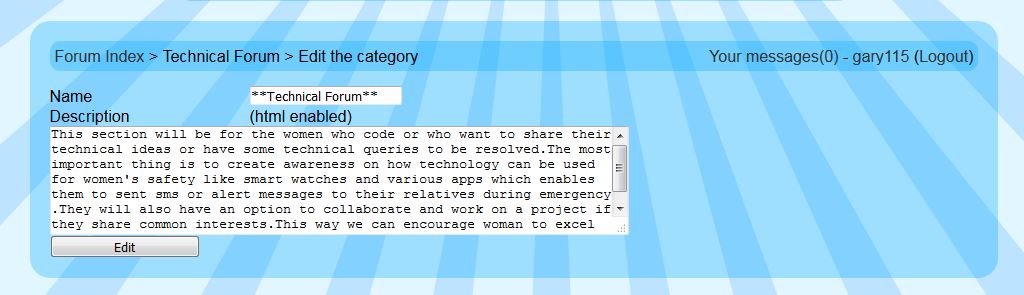 Forum Index > Technical Forum > Edit the category
Your messages(0) - gary115 (Logout)
Name
**Technical Forum**
Description
(html enabled)
This section will be for the women who code or who want to share their
technical ideas or have some technical queries to be resolved.The most
important thing is to create awareness on how technology can be used
for women's safety like smart watches and various apps which enables
them to sent sms or alert messages to their relatives during emergency
.They will also have an option to collaborate and work on a project if
they share common interests.This way we can encourage woman to excel
Edit